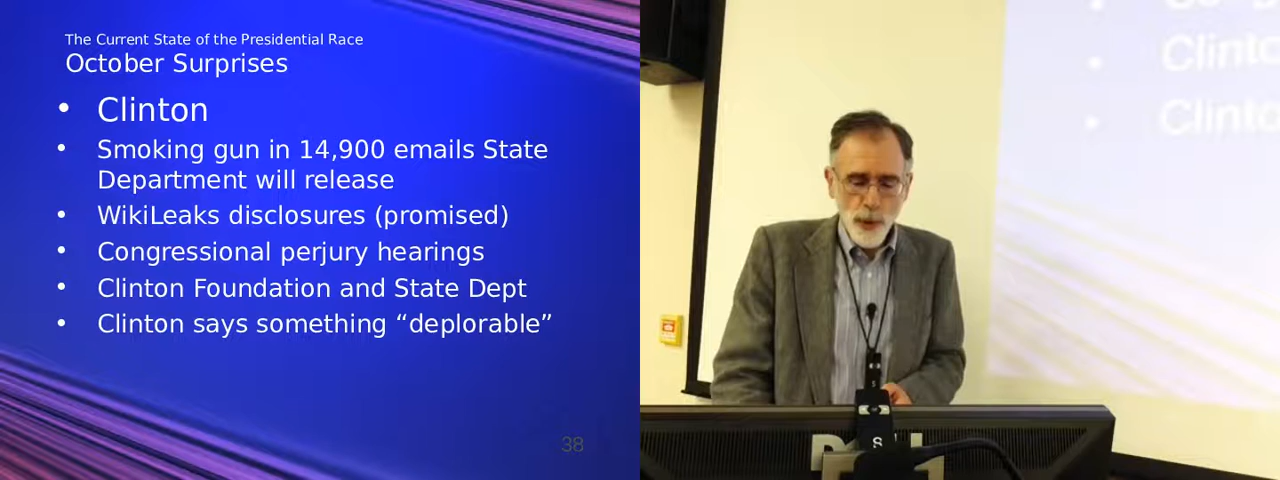 The Current State of the Presidential Race
October Surprises
• Clinton
• Smoking gun in 14,900 emails State
Department will release
• WikiLeaks disclosures (promised)
• Congressional perjury hearings
• Clinton Foundation and State Dept
• Clinton says something “deplorable”
38
Clinto
Clinto